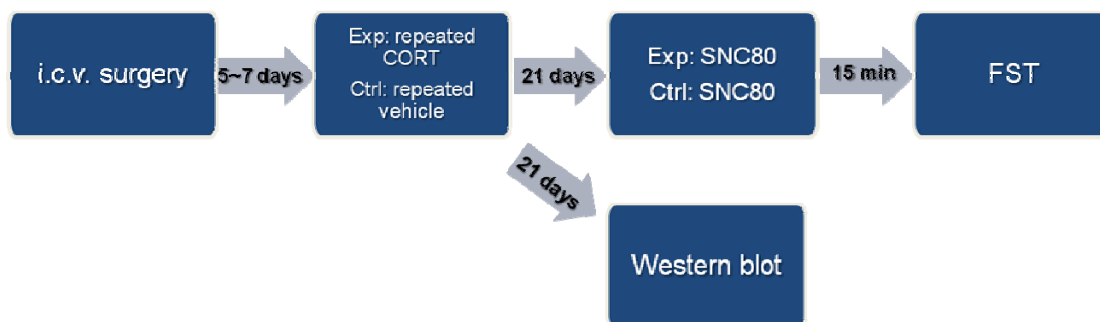 i.c.v. surgery
5~7 days
Exp: repeated
CORT
Ctrl: repeated
vehicle
21 days
Exp: SNC80
Ctrl: SNC80
15 min
FST
21 days
Western blot